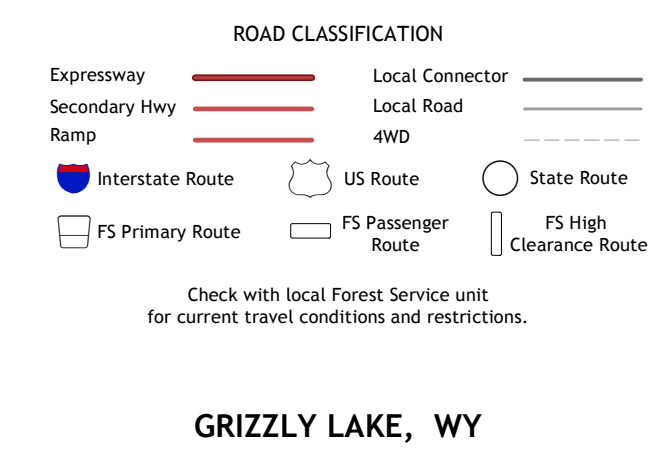 ROAD CLASSIFICATION
Expressway
Local Connector
Secondary Hwy
Local Road
Ramp
4WD
Interstate Route
US Route
State Route
FS Primary Route
FS Passenger
Route
FS High
Clearance Route
Check with local Forest Service unit
for current travel conditions and restrictions.
GRIZZLY LAKE, WY